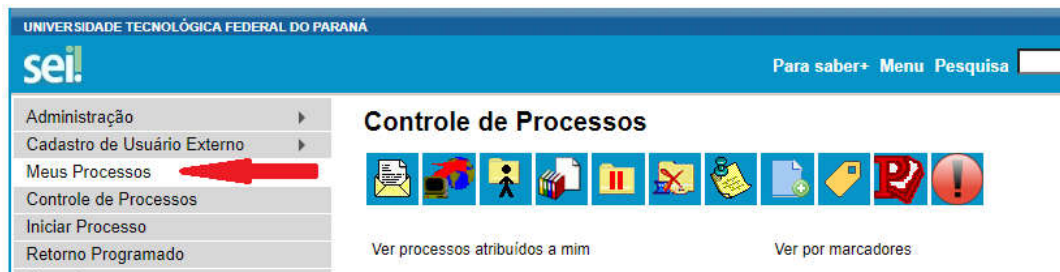 UNIVERSIDADE TECNOLÓGICA FEDERAL DO PARANÁ
sei!
Para saber+ Menu Pesquisa
Administração
Cadastro de Usuário Externo
Meus Processos
Controle de Processos
Iniciar Processo
Retorno Programado
Controle de Processos
Ver processos atribuídos a mim
Ver por marcadores